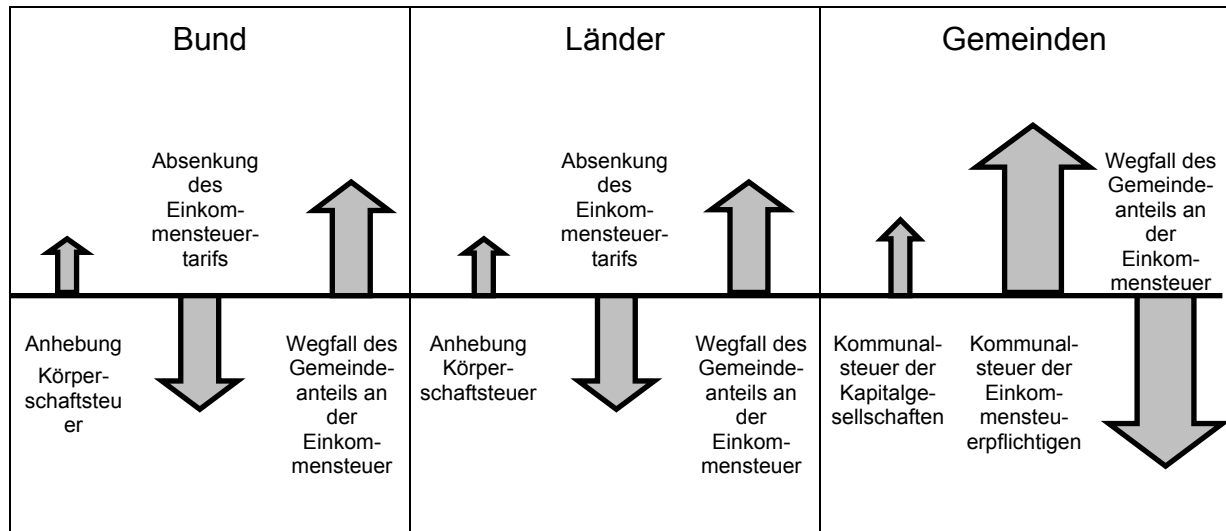 Bund
Absenkung
des
Einkom-
mensteuer-
tarifs
Anhebung
Körper-
schaftsteu
er
Wegfall des
Gemeinde-
anteils an
der
Einkom-
mensteuer
Länder
Absenkung
des
Einkom-
mensteuer-
tarifs
Anhebung
Körper-
schaftsteuer
Wegfall des
Gemeinde-
anteils an
der
Einkom-
mensteuer
Gemeinden
Wegfall des
Gemeinde-
anteils an
der
Einkom-
mensteuer
Kommunal-
steuer der
Kapitalge-
sellschaften
Kommunal-
steuer der
Einkom-
mensteu-
erpflichtigen